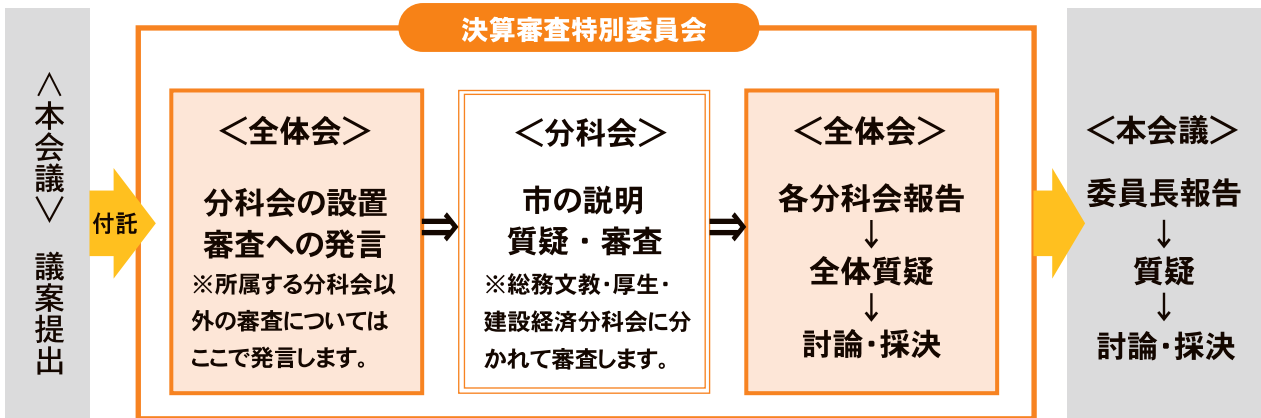 決算審査特別委員会
＜本会議＞　議案提出
付託
＜全体会＞
分科会の設置
審査への発言
※所属する分科会以
外の審査については
ここで発言します。
⇒
＜分科会＞
市の説明
質疑・審査
※総務文教・厚生・
建設経済分科会に分
かれて審査します。
⇒
＜全体会＞
各分科会報告
↓
全体質疑
↓
討論・採決
＜本会議＞
委員長報告
↓
質疑
↓
討論・採決